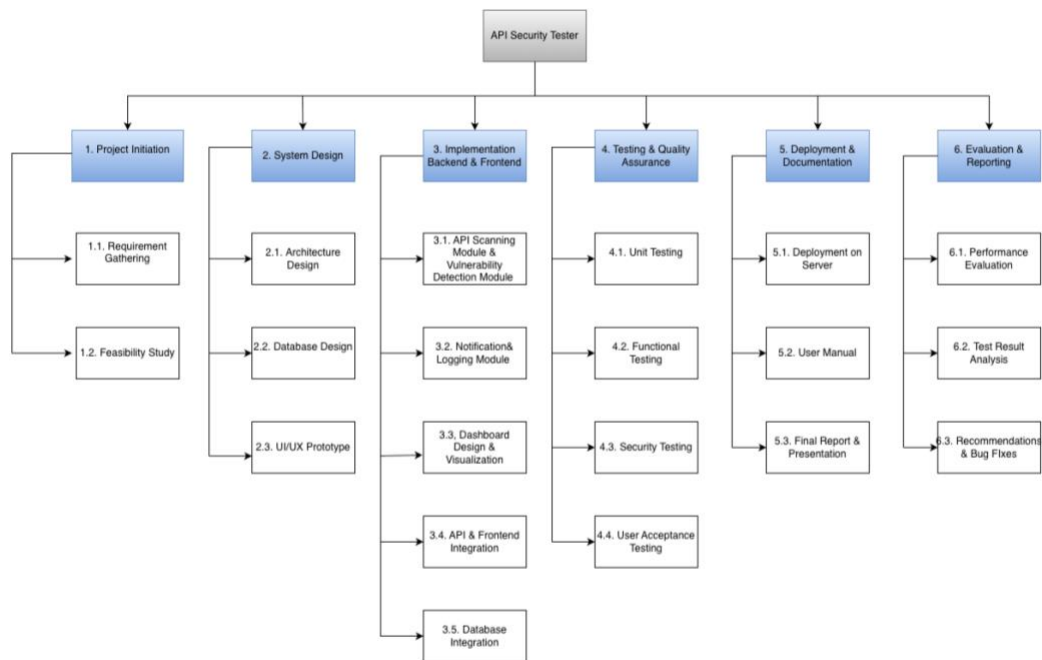 API Security Tester
1. Project Initiation
2. System Design
3. Implementation
Backend & Frontend
4. Testing & Quality
Assurance
5. Deployment &
Documentation
6. Evaluation &
Reporting
1.1. Requirement
Gathering
2.1. Architecture
Design
3.1. API Scanning
Module &
Vulnerability
Detection Module
4.1. Unit Testing
5.1. Deployment on
Server
6.1. Performance
Evaluation
1.2. Feasibility Study
2.2. Database Design
3.2. Notification&
Logging Module
4.2. Functional
Testing
5.2. User Manual
6.2. Test Result
Analysis
2.3. UI/UX Prototype
3.3, Dashboard
Design &
Visualization
4.3. Security Testing
5.3. Final Report &
Presentation
6.3. Recommendations
& Bug FIxes
3.4. API & Frontend
Integration
4.4. User Acceptance
Testing
3.5. Database
Integration